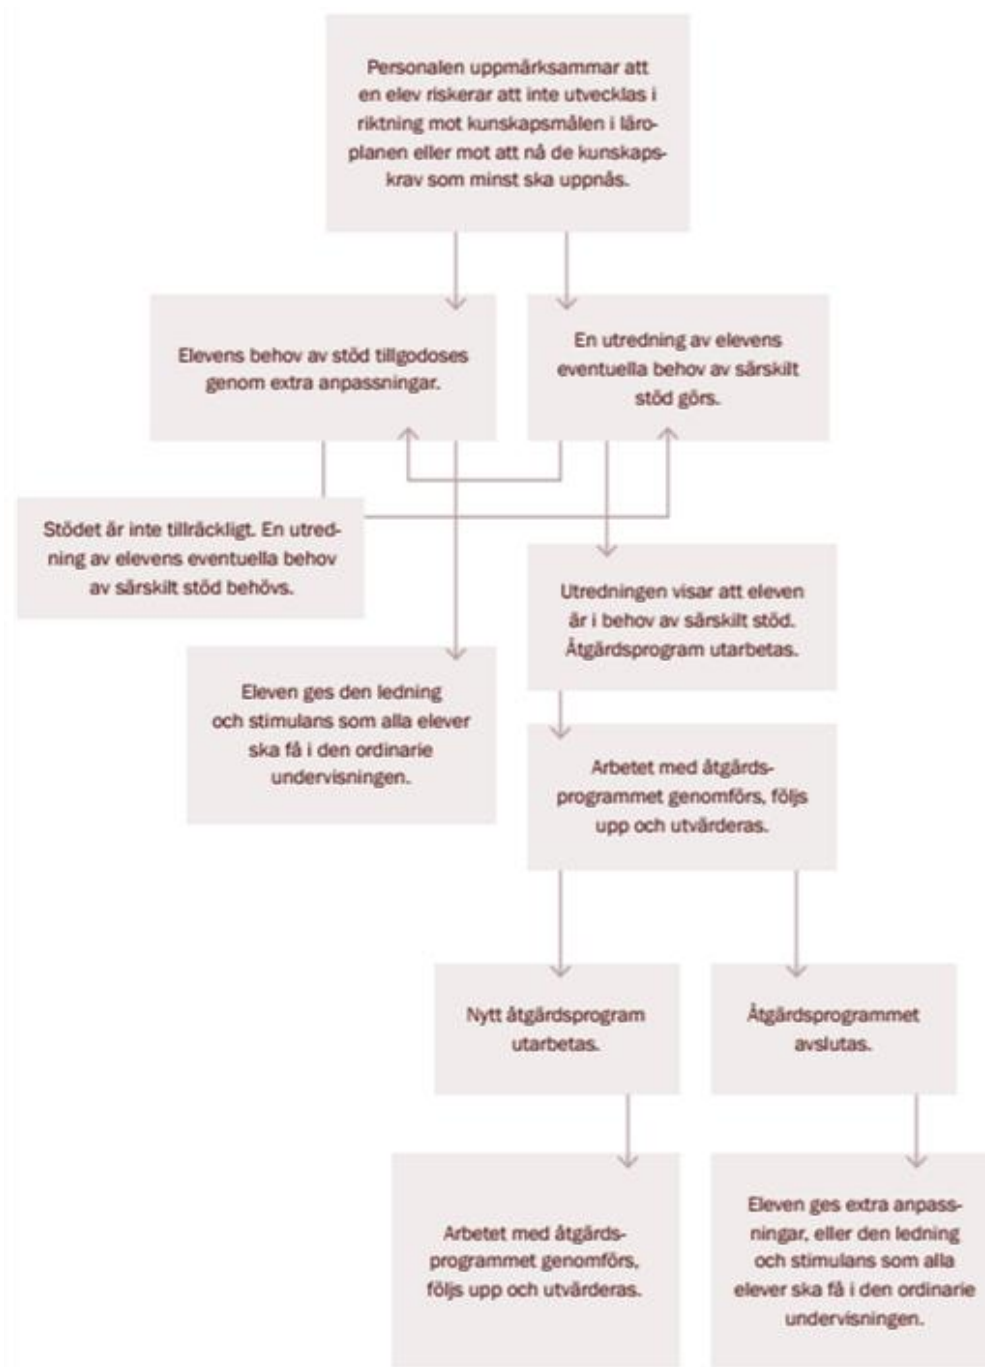 Personalen uppmärksammar att
en elev riskerar att inte utvecklas i
riktning mot kunskapsmålen i läro-
planen eller mot att nå de kunskaps-
krav som minst ska uppnås.
Elevens behov av stöd tillgodoses
genom extra anpassningar.
En utredning av elevens
eventuella behov av särskilt
stöd görs.
Stödet är inte tillräckligt. En utred-
ning av elevens eventuella behov
av särskilt stöd behövs.
Utredningen visar att eleven
är i behov av särskilt stöd.
Åtgärdsprogram utarbetas.
Eleven ges den ledning
och stimulans som alla elever
ska få i den ordinarie
undervisningen.
Arbetet med åtgärds-
programmet genomförs, följs
upp och utvärderas.
Nytt åtgärdsprogram
utarbetas.
Åtgärdsprogrammet
avslutas.
Arbetet med åtgärds-
programmet genomförs,
följs upp och utvärderas.
Eleven ges extra anpass-
ningar, eller den ledning
och stimulans som alla
elever ska få i den ordinarie
undervisningen.